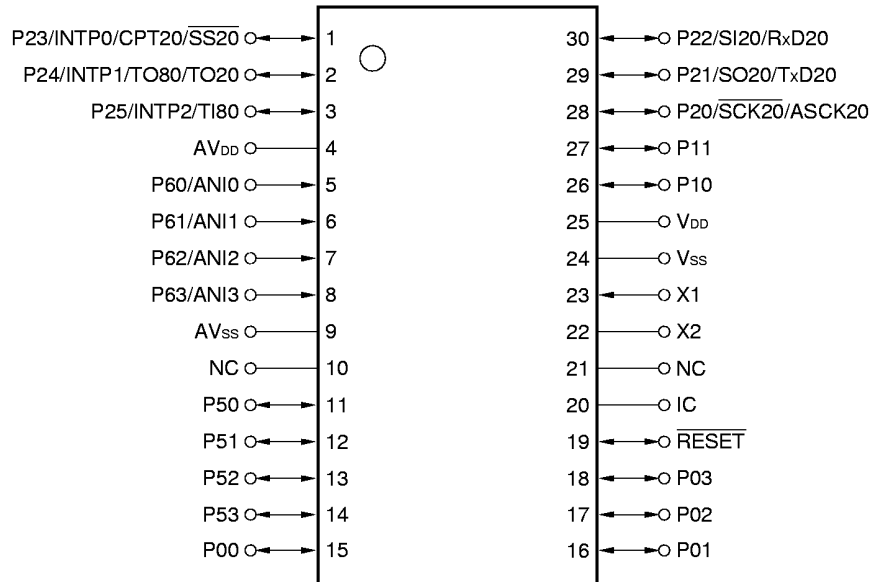 P23/INTP0/CPT20/SS20 1 30 P22/SI20/RxD20
P24/INTP1/TO80/TO20 2 29 P21/SO20/TxD20
P25/INTP2/TI80 3 28 P20/SCK20/ASCK20
AVDD 4 27 P11
P60/ANI0 5 26 P10
P61/ANI1 6 25 VDD
P62/ANI2 7 24 VSS
P63/ANI3 8 23 X1
AVSS 9 22 X2
NC 10 21 NC
P50 11 20 IC
P51 12 19 RESET
P52 13 18 P03
P53 14 17 P02
P00 15 16 P01